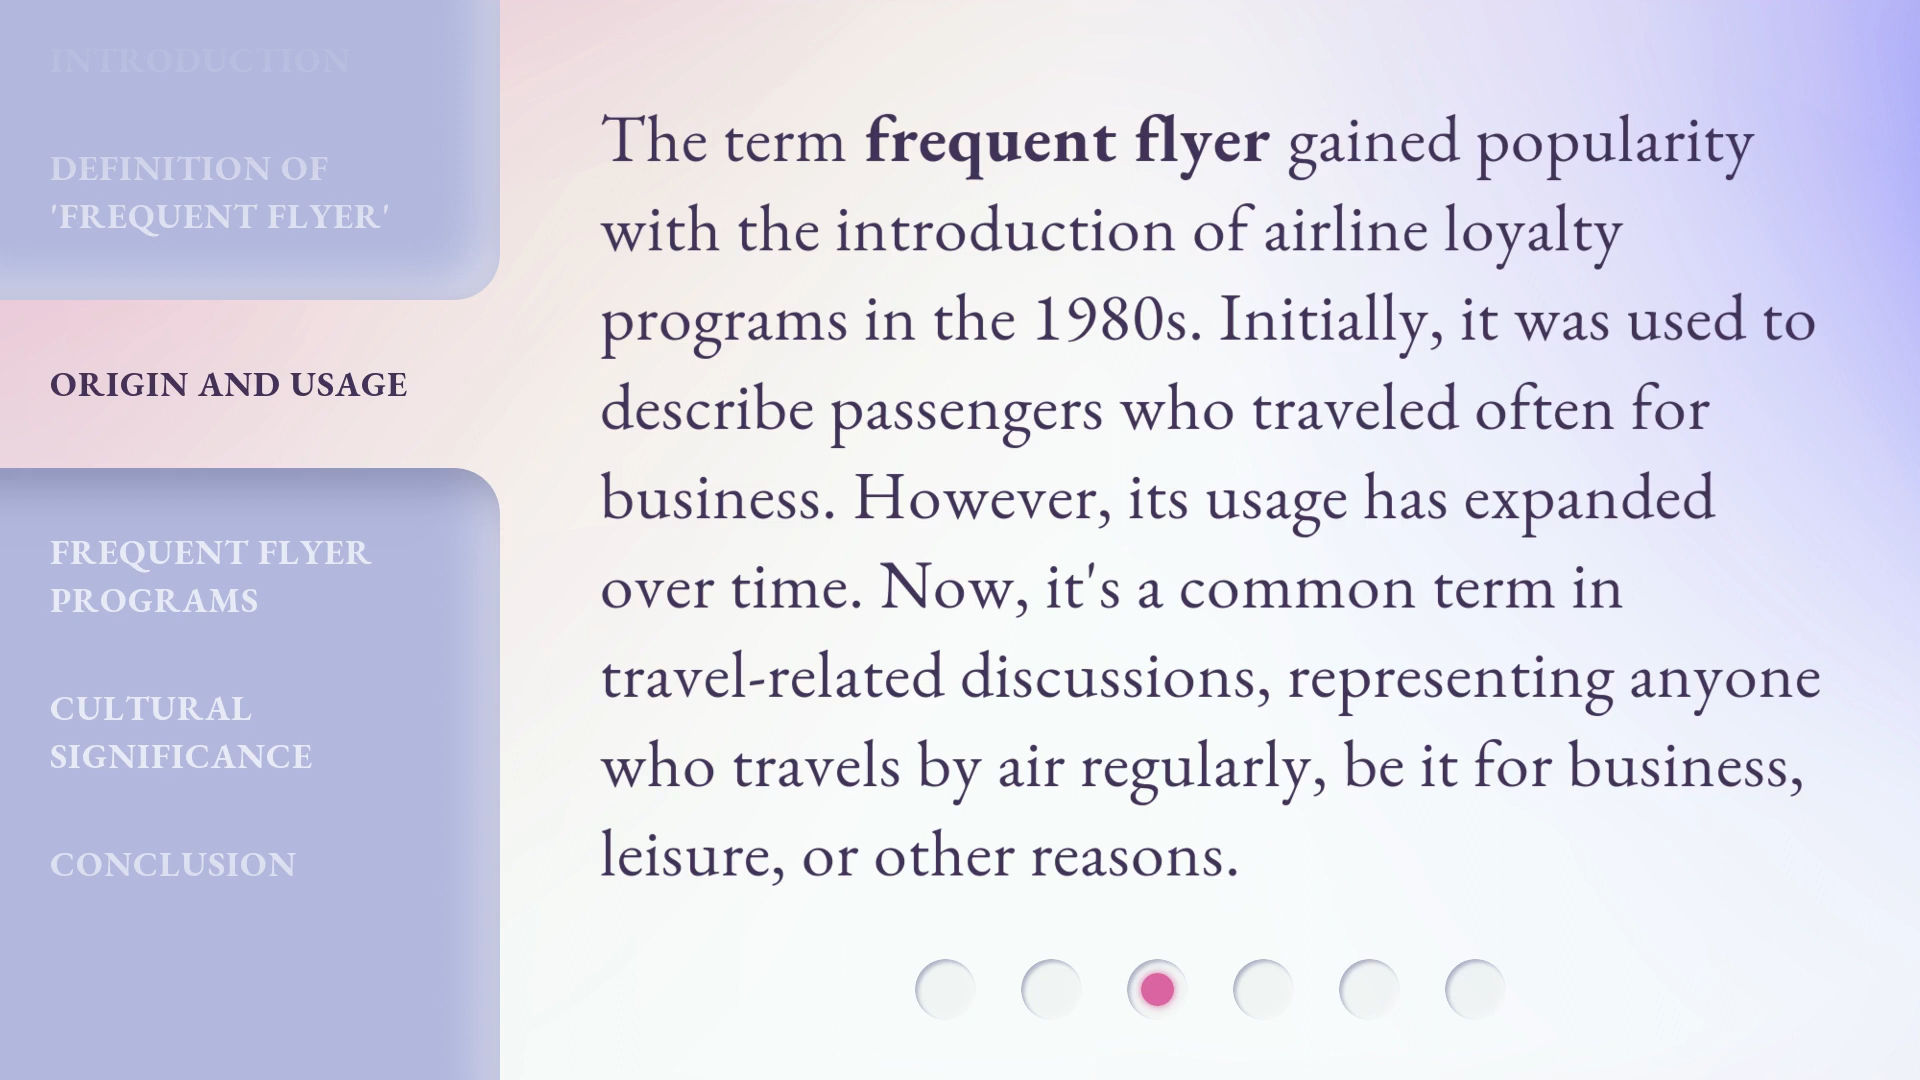 INTRODUCTION
DEFINITION OF
'FREQUENT FLYER'
ORIGIN AND USAGE
FREQUENT FLYER
PROGRAMS
CULTURAL
SIGNIFICANCE
CONCLUSION
The term frequent flyer gained popularity
with the introduction of airline loyalty
programs in the 1980s. Initially, it was used to
describe passengers who traveled often for
business. However, its usage has expanded
over time. Now, it's a common term in
travel-related discussions, representing anyone
who travels by air regularly, be it for business,
leisure, or other reasons.